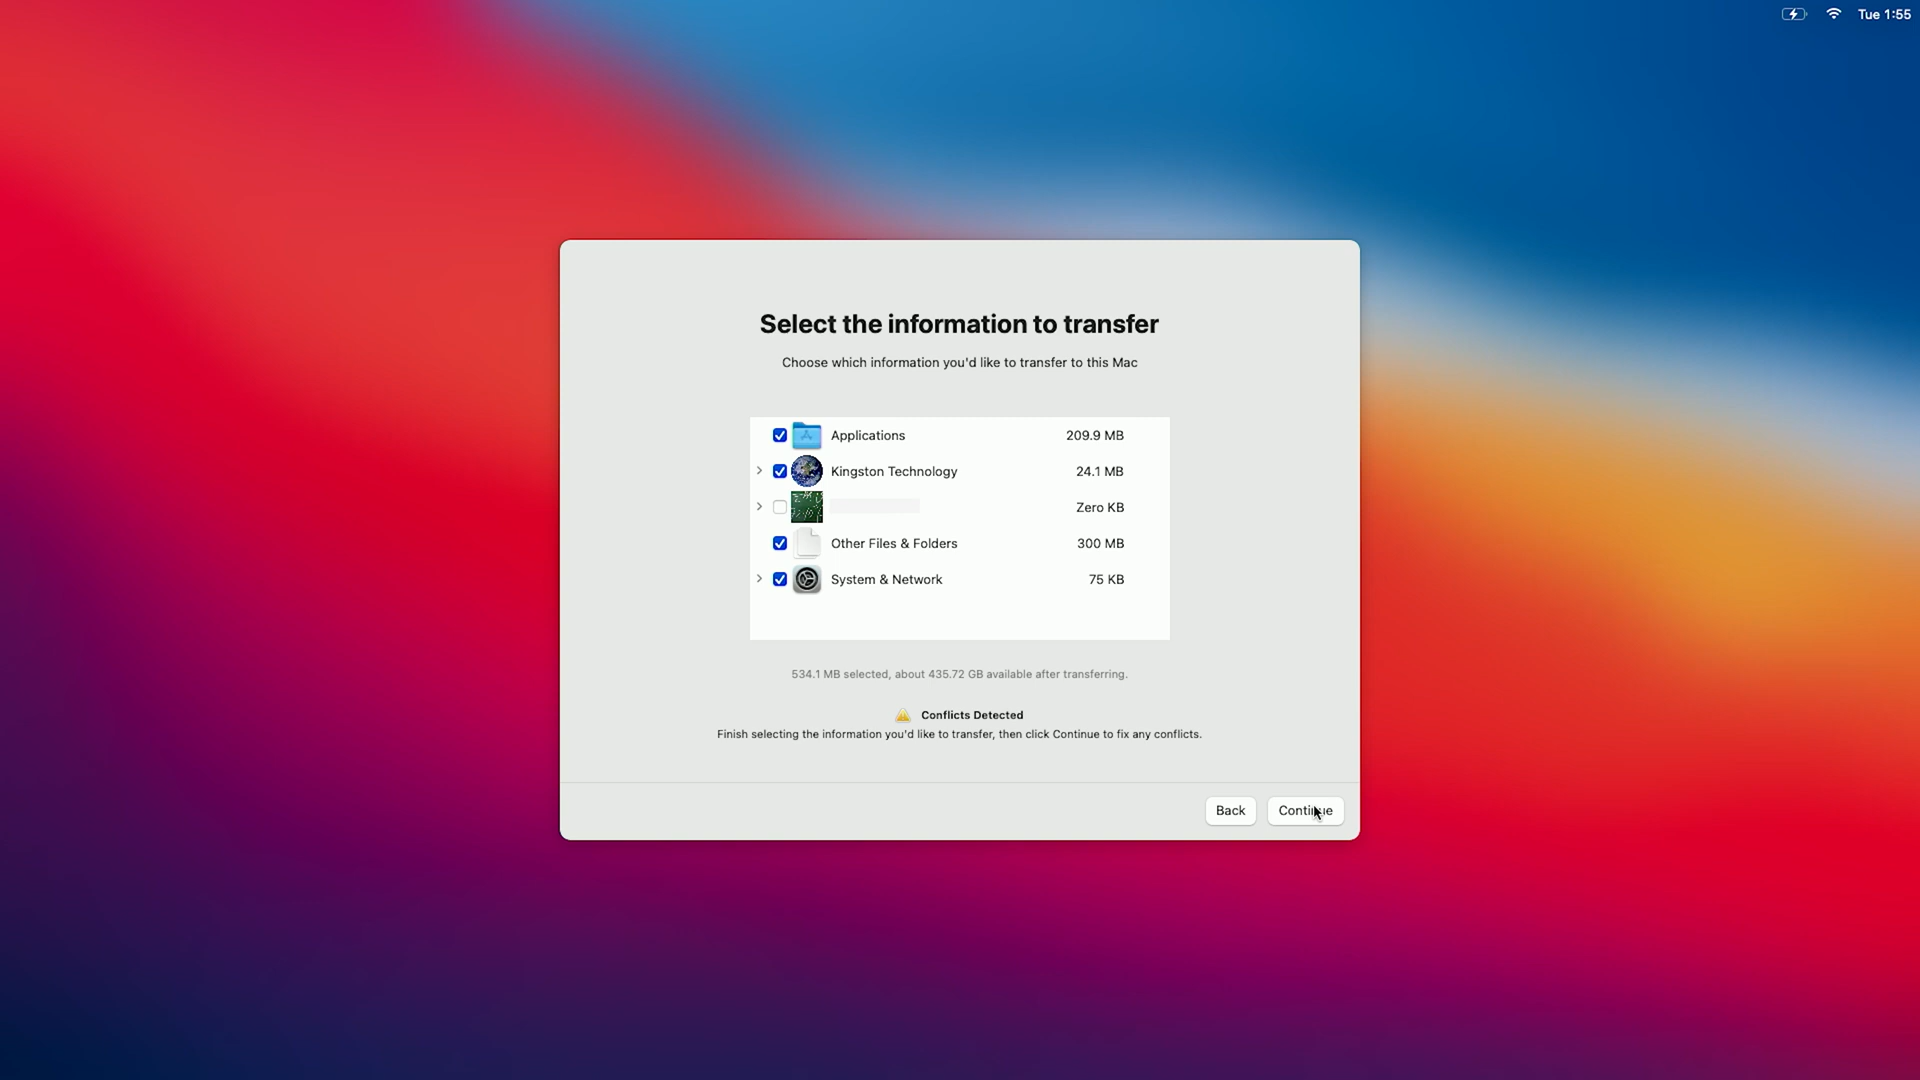 Tue 1:55
Select the information to transfer
Choose which information you'd like to transfer to this Mac
Applications 209.9 MB
Kingston Technology 24.1 MB
Zero KB
Other Files & Folders 300 MB
System & Network 75 KB
534.1 MB selected, about 435.72 GB available after transferring.
Conflicts Detected
Finish selecting the information you'd like to transfer, then click Continue to fix any conflicts.
Back Continue